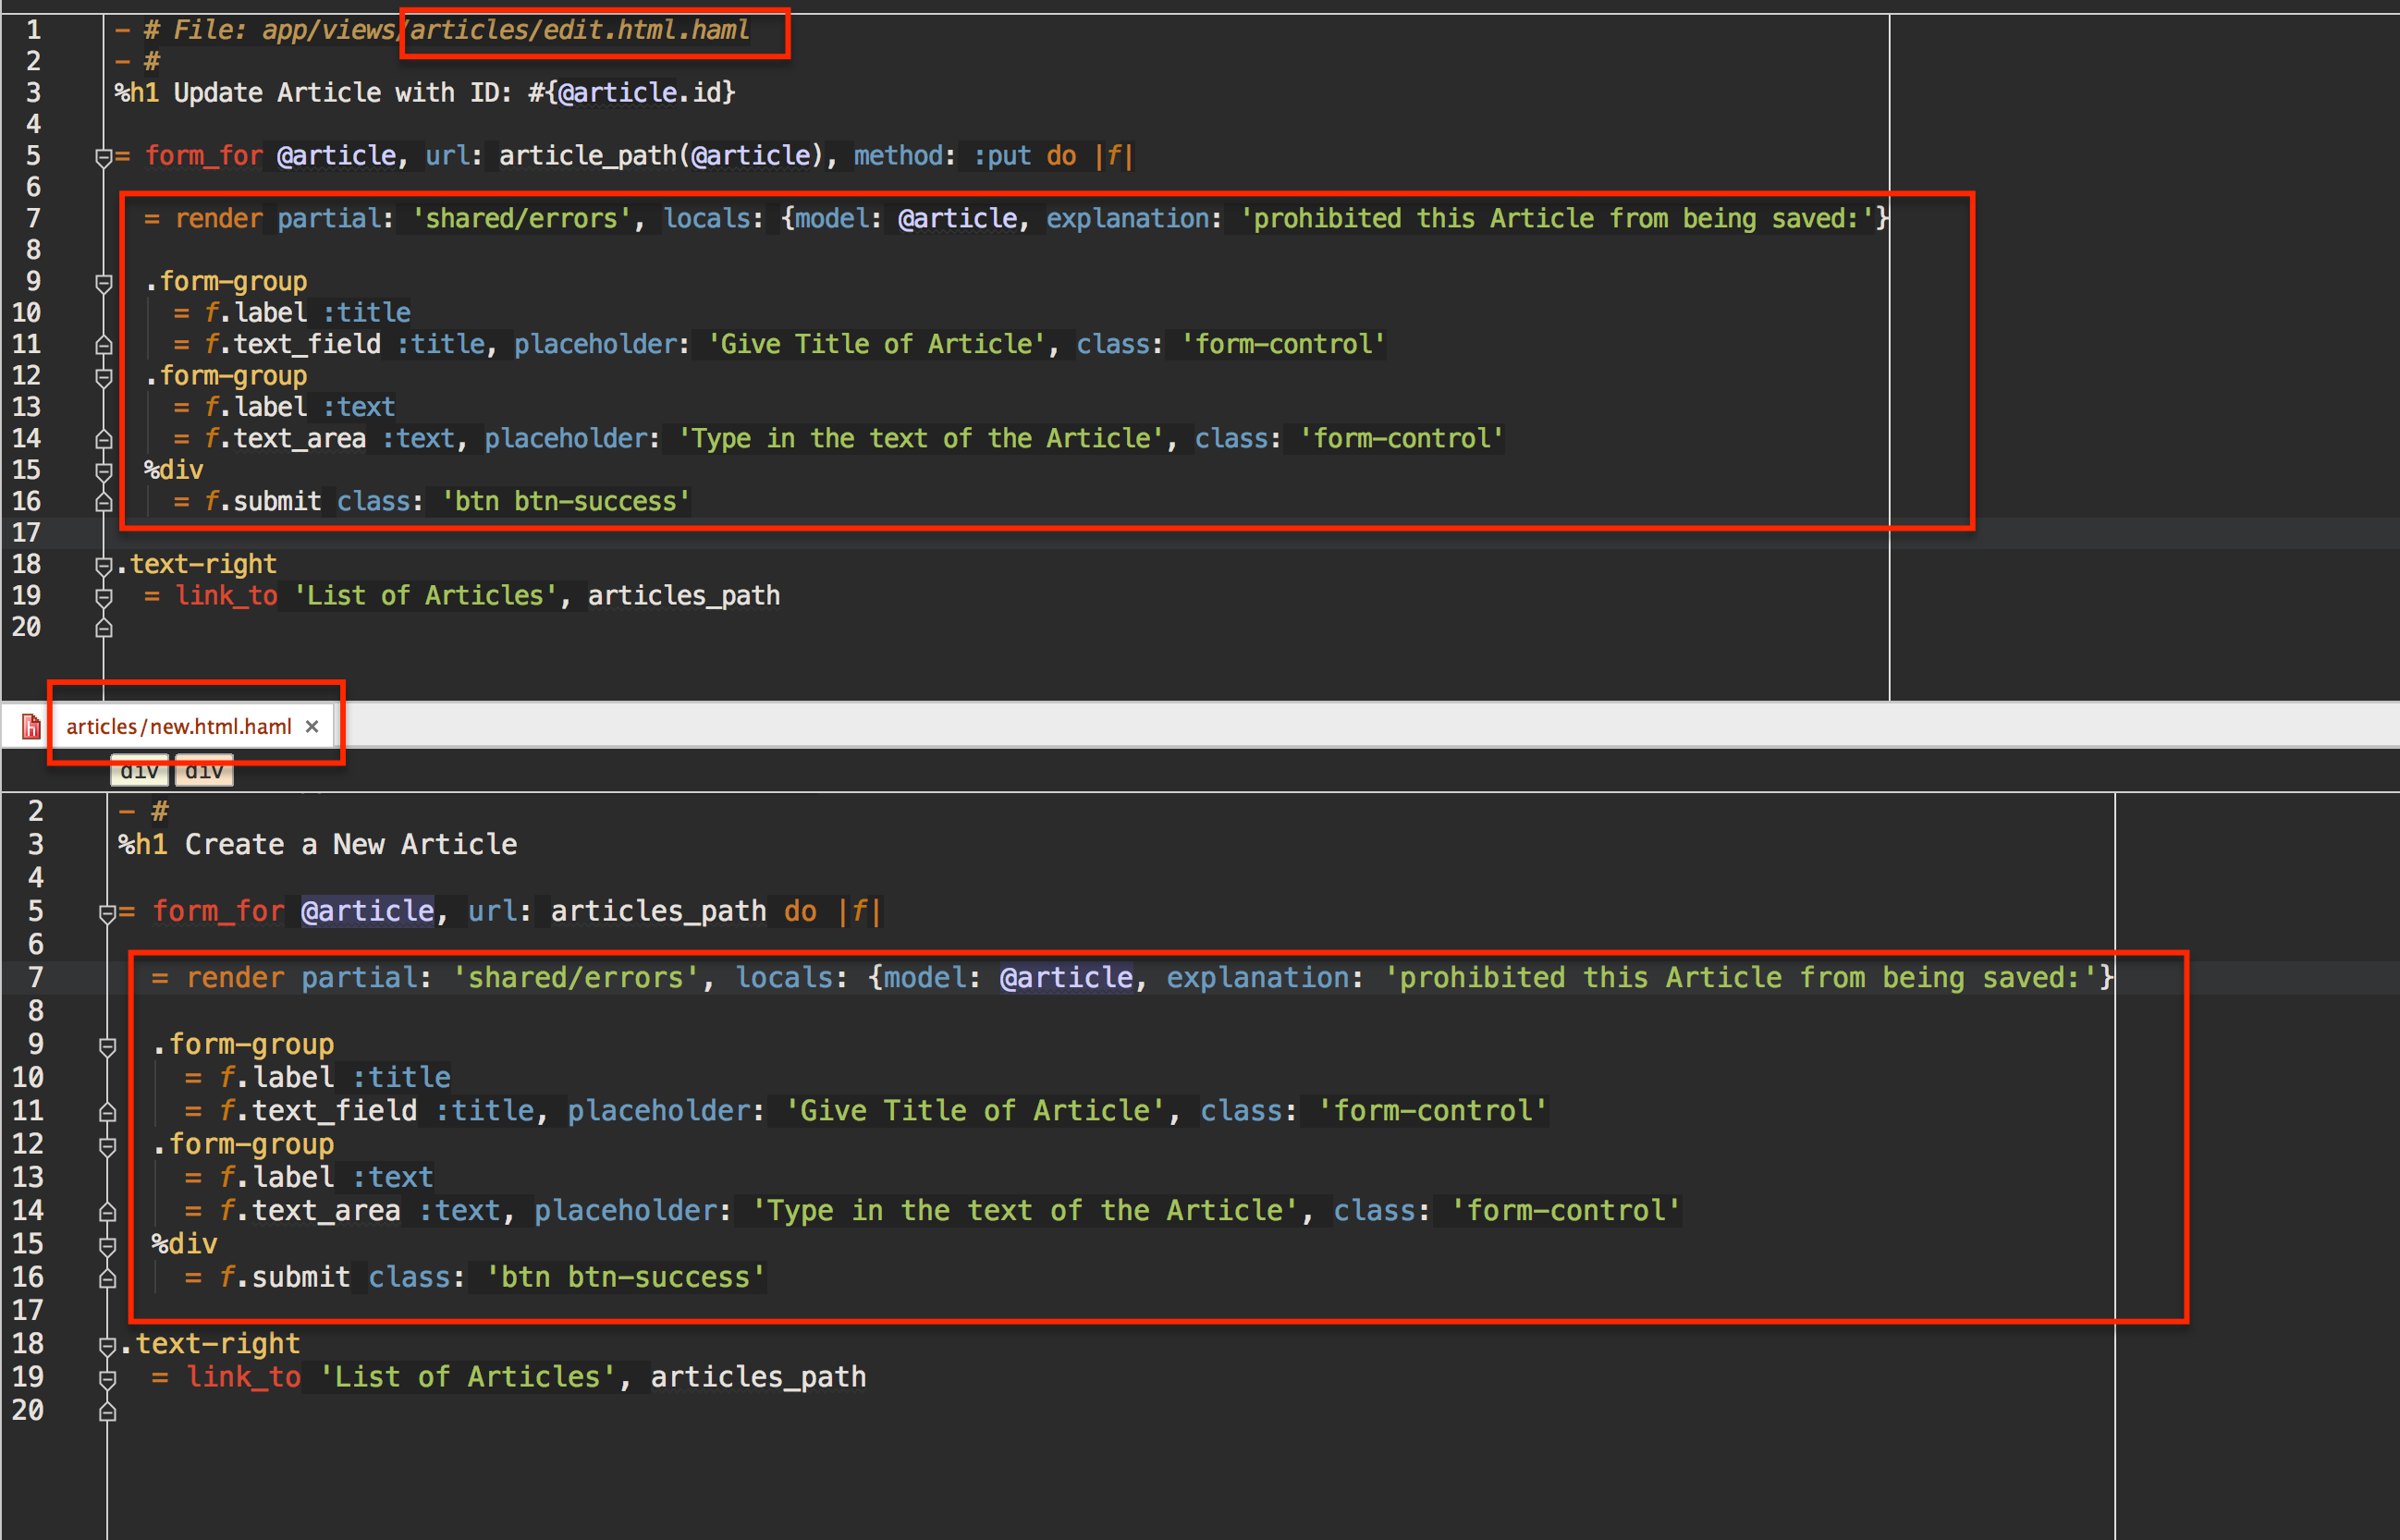 1 - # File: app/views/articles/edit.html.haml
2 - #
3 %h1 Update Article with ID: #{@article.id}
4
5 = form_for @article, url: article_path(@article), method: :put do |f|
6
7 = render partial: 'shared/errors', locals: {model: @article, explanation: 'prohibited this Article from being saved:'}
8
9 .form-group
10 = f.label :title
11 = f.text_field :title, placeholder: 'Give Title of Article', class: 'form-control'
12 .form-group
13 = f.label :text
14 = f.text_area :text, placeholder: 'Type in the text of the Article', class: 'form-control'
15 %div
16 = f.submit class: 'btn btn-success'
17
18 .text-right
19 = link_to 'List of Articles', articles_path
20
articles/new.html.haml ×
div div
2 - #
3 %h1 Create a New Article
4
5 = form_for @article, url: articles_path do |f|
6
7 = render partial: 'shared/errors', locals: {model: @article, explanation: 'prohibited this Article from being saved:'}
8
9 .form-group
10 = f.label :title
11 = f.text_field :title, placeholder: 'Give Title of Article', class: 'form-control'
12 .form-group
13 = f.label :text
14 = f.text_area :text, placeholder: 'Type in the text of the Article', class: 'form-control'
15 %div
16 = f.submit class: 'btn btn-success'
17
18 .text-right
19 = link_to 'List of Articles', articles_path
20